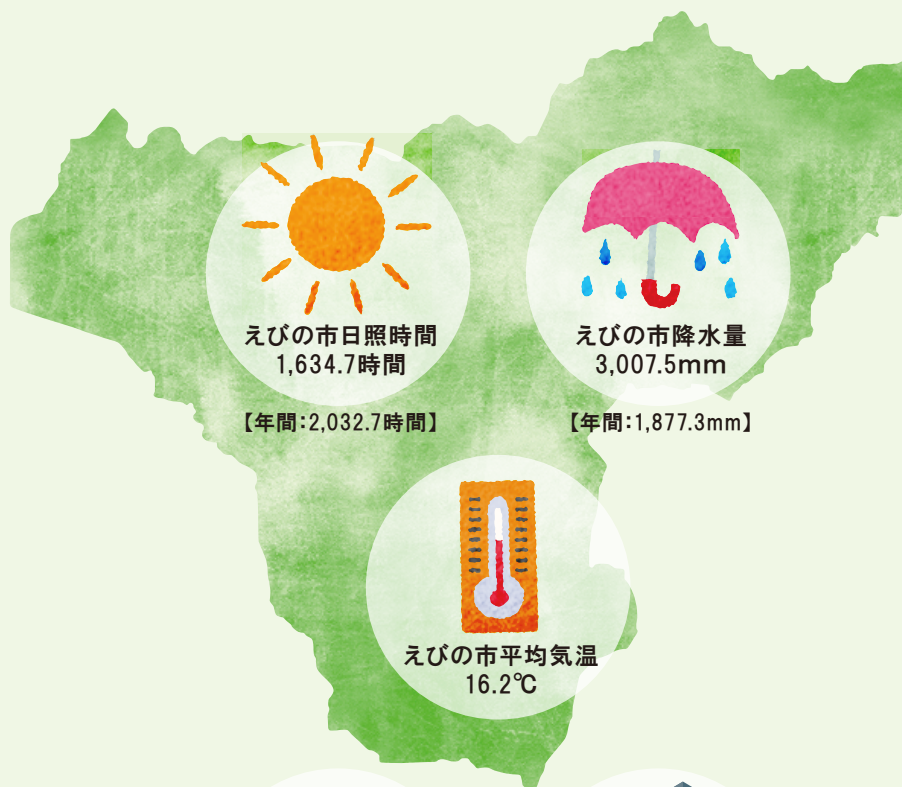 えびの市日照時間
1,634.7時間
【年間:2,032.7時間】
えびの市降水量
3,007.5mm
【年間:1,877.3mm】
えびの市平均気温
16.2℃